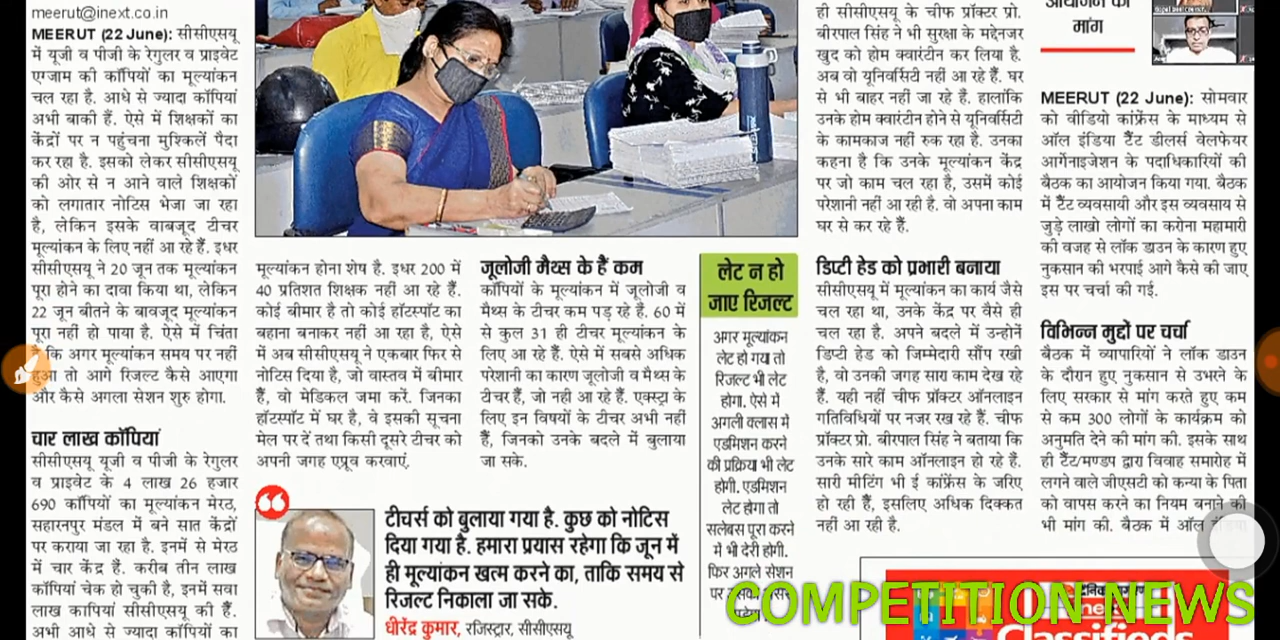 meerut@inext.co.in
MEERUT (22 June): सीसीएसयू
में यूजी व पीजी के रेगुलर व प्राइवेट
एग्जाम की कॉपियों का मूल्यांकन
चल रहा है. आधे से ज्यादा कॉपियां
अभी बाकी हैं. ऐसे में शिक्षकों का
केंद्रों पर न पहुंचना मुश्किलें पैदा
कर रहा है. इसको लेकर सीसीएसयू
की ओर से न आने वाले शिक्षकों
को लगातार नोटिस भेजा जा रहा
है, लेकिन इसके वाबजूद टीचर
मूल्यांकन के लिए नहीं आ रहे हैं. इधर
सीसीएसयू ने 20 जून तक मूल्यांकन
पूरा होने का दावा किया था, लेकिन
22 जून बीतने के बावजूद मूल्यांकन
पूरा नहीं हो पाया है. ऐसे में चिंता
है कि अगर मूल्यांकन समय पर नहीं
हुआ तो आगे रिजल्ट कैसे आएगा
और कैसे अगला सेशन शुरु होगा.
चार लाख कॉपियां
सीसीएसयू यूजी व पीजी के रेगुलर
व प्राइवेट के 4 लाख 26 हजार
690 कॉपियों का मूल्यांकन मेरठ,
सहारनपुर मंडल में बने सात केंद्रों
पर कराया जा रहा है. इनमें से मेरठ
में चार केंद्र हैं. करीब तीन लाख
कॉपियां चेक हो चुकी है, इनमें सवा
लाख कापियां सीसीएसयू की हैं.
अभी आधे से ज्यादा कॉपियों का
मूल्यांकन होना शेष है. इधर 200 में
40 प्रतिशत शिक्षक नहीं आ रहे हैं.
कोई बीमार है तो कोई हॉटस्पॉट का
बहाना बनाकर नहीं आ रहा है, ऐसे
में अब सीसीएसयू ने एकबार फिर से
नोटिस दिया है, जो वास्तव में बीमार
हैं, वो मेडिकल जमा करें. जिनका
हॉटस्पॉट में घर है, वे इसकी सूचना
मेल पर दें तथा किसी दूसरे टीचर को
अपनी जगह एप्रूव करवाएं.
जूलोजी मैथ्स के हैं कम
कॉपियों के मूल्यांकन में जूलोजी व
मैथ्स के टीचर कम पड़ रहे हैं. 60 में
से कुल 31 ही टीचर मूल्यांकन के
लिए आ रहे हैं. ऐसे में सबसे अधिक
परेशानी का कारण जूलोजी व मैथ्स के
टीचर हैं, जो नही आ रहे हैं. एक्स्ट्रा के
लिए इन विषयों के टीचर अभी नहीं
हैं, जिनको उनके बदले में बुलाया
जा सके.
टीचर्स को बुलाया गया है. कुछ को नोटिस
दिया गया है. हमारा प्रयास रहेगा कि जून में
ही मूल्यांकन खत्म करने का, ताकि समय से
रिजल्ट निकाला जा सके.
धीरेंद्र कुमार, रजिस्ट्रार, सीसीएसयू
लेट न हो
जाए रिजल्ट
अगर मूल्यांकन
लेट हो गया तो
रिजल्ट भी लेट
होगा. ऐसे में
अगली क्लास में
एडमिशन करने
की प्रक्रिया भी लेट
होगी. एडमिशन
लेट होगा तो
सलेबस पूरा करने
में भी देरी होगी.
फिर अगले सेशन
पर
ही सीसीएसयू के चीफ प्रॉक्टर प्रो.
बीरपाल सिंह ने भी सुरक्षा के मद्देनजर
खुद को होम क्वारंटीन कर लिया है.
अब वो यूनिवर्सिटी नहीं आ रहे हैं. घर
से भी बाहर नहीं जा रहे हैं. हालांकि
उनके होम क्वारंटीन होने से यूनिवर्सिटी
के कामकाज नहीं रुक रहा है. उनका
कहना है कि उनके मूल्यांकन केंद्र
पर जो काम चल रहा है, उसमें कोई
परेशानी नहीं आ रही है. वो अपना काम
घर से कर रहे हैं.
डिप्टी हेड को प्रभारी बनाया
सीसीएसयू में मूल्यांकन का कार्य जैसे
चल रहा था, उनके केंद्र पर वैसे ही
चल रहा है. अपने बदले में उन्होनें
डिप्टी हेड को जिम्मेदारी सौंप रखी
है, वो उनकी जगह सारा काम देख रहे
हैं. यही नहीं चीफ प्रॉक्टर ऑनलाइन
गतिविधियों पर नजर रख रहे हैं. चीफ
प्रॉक्टर प्रो. बीरपाल सिंह ने बताया कि
उनके सारे काम ऑनलाइन हो रहे हैं.
सारी मीटिंग भी ई कांफ्रेंस के जरिए
हो रही हैं, इसलिए अधिक दिक्कत
नहीं आ रही है.
आयोजन की
मांग
MEERUT (22 June): सोमवार
को वीडियो कांफ्रेंस के माध्यम से
ऑल इंडिया टैंट डीलर्स वेलफेयर
आर्गेनाइजेशन के पदाधिकारियों की
बैठक का आयोजन किया गया. बैठक
में टैंट व्यवसायी और इस व्यवसाय से
जुड़े लाखो लोगों का करोना महामारी
की वजह से लॉक डाउन के कारण हुए
नुकसान की भरपाई आगे कैसे की जाए
इस पर चर्चा की गई.
विभिन्न मुद्दों पर चर्चा
बैठक में व्यापारियों ने लॉक डाउन
के दौरान हुए नुकसान से उभरने के
लिए सरकार से मांग करते हुए कम
से कम 300 लोगों के कार्यक्रम को
अनुमति देने की मांग की. इसके साथ
ही टैंट/मण्डप द्वारा विवाह समारोह में
लगने वाले जीएसटी को कन्या के पिता
को वापस करने का नियम बनाने की
भी मांग की. बैठक में ऑल इंडिया
COMPETITION NEWS
Classifieds